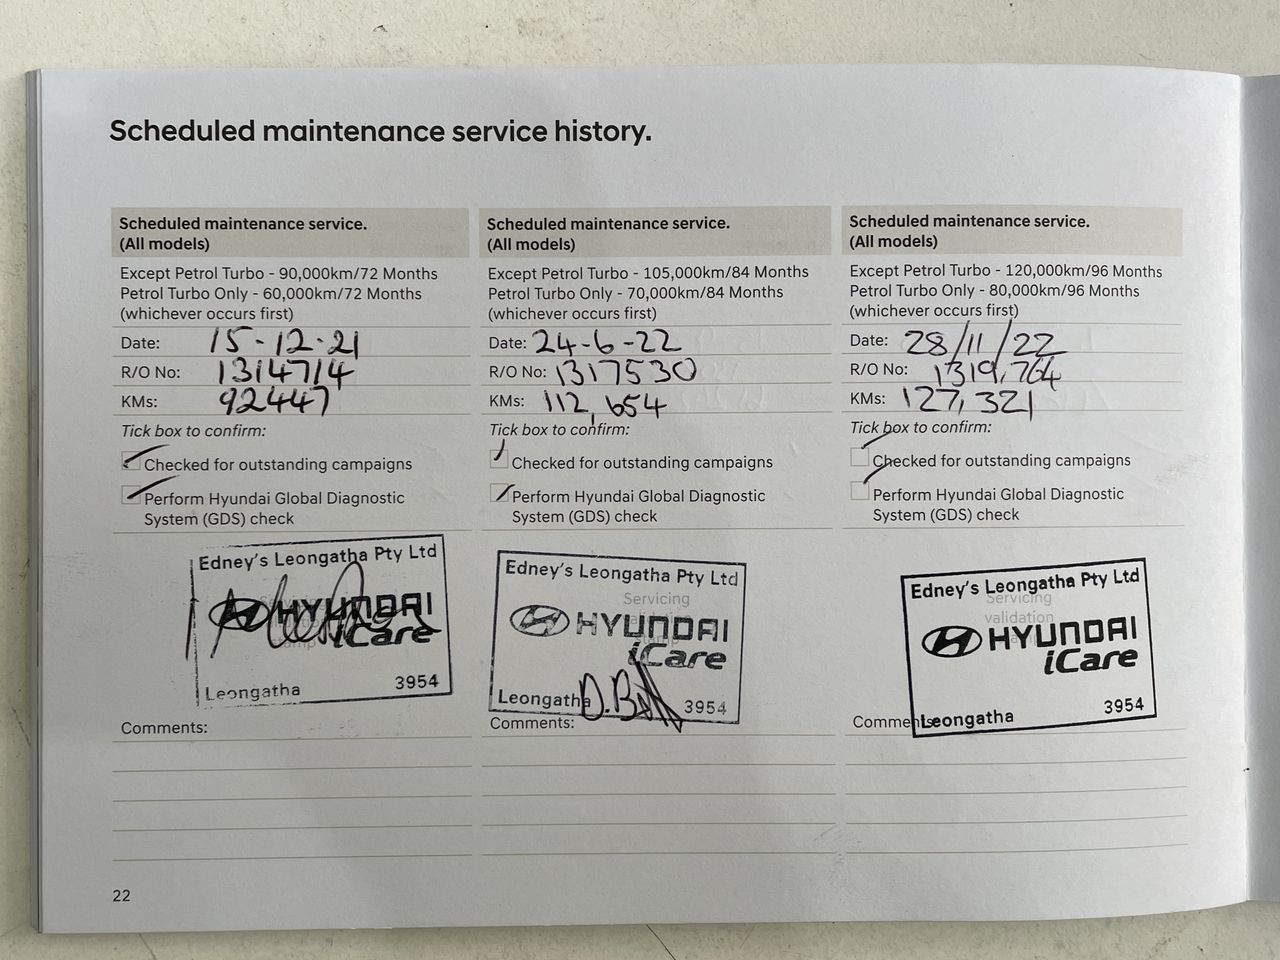 Scheduled maintenance service history.
Scheduled maintenance service.
(All models)
Except Petrol Turbo - 90,000km/72 Months
Petrol Turbo Only - 60,000km/72 Months
(whichever occurs first)
Date: 15-12-21
R/O No: 1314714
KMs: 92447
Tick box to confirm:
Checked for outstanding campaigns
Perform Hyundai Global Diagnostic
System (GDS) check
Edney's Leongatha Pty Ltd
HYUNDAI
iCare
Leongatha 3954
Comments:
Scheduled maintenance service.
(All models)
Except Petrol Turbo - 105,000km/84 Months
Petrol Turbo Only - 70,000km/84 Months
(whichever occurs first)
Date: 24-6-22
R/O No: 1317530
KMs: 112,654
Tick box to confirm:
Checked for outstanding campaigns
Perform Hyundai Global Diagnostic
System (GDS) check
Edney's Leongatha Pty Ltd
Servicing
HYUNDAI
iCare
Leongatha 3954
Comments:
Scheduled maintenance service.
(All models)
Except Petrol Turbo - 120,000km/96 Months
Petrol Turbo Only - 80,000km/96 Months
(whichever occurs first)
Date: 28/11/22
R/O No: 1319,764
KMs: 127,321
Tick box to confirm:
Checked for outstanding campaigns
Perform Hyundai Global Diagnostic
System (GDS) check
Edney's Leongatha Pty Ltd
Servicing
validation
HYUNDAI
iCare
Leongatha 3954
Comments:
22